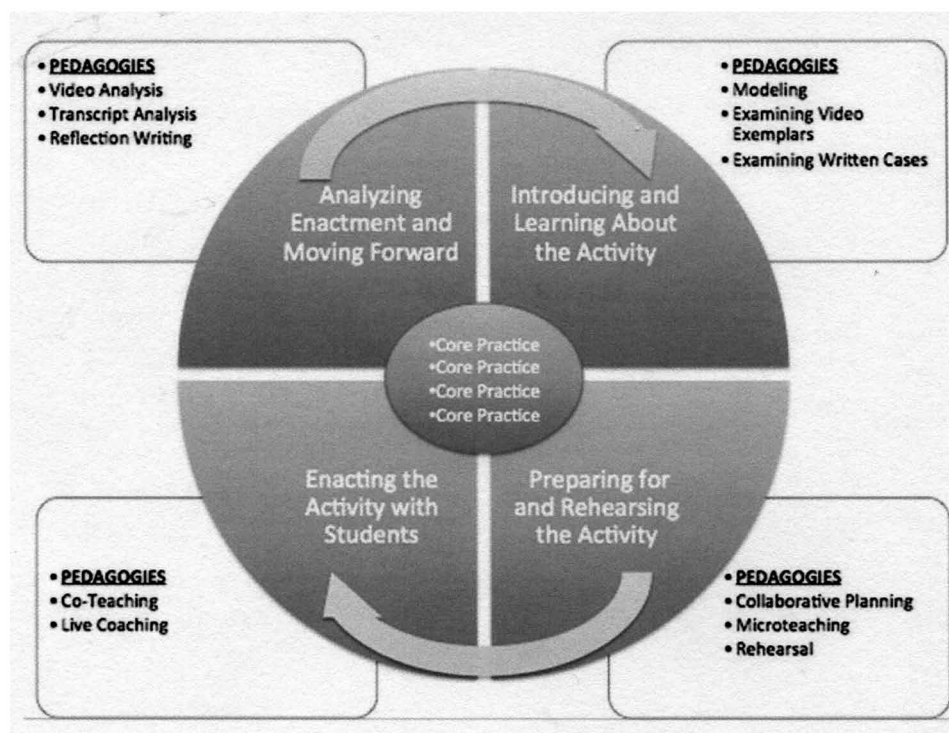 • PEDAGOGIES
• Video Analysis
• Transcript Analysis
• Reflection Writing
• PEDAGOGIES
• Modeling
• Examining Video
Exemplars
• Examining Written Cases
Analyzing
Enactment and
Moving Forward
Introducing and
Learning About
the Activity
•Core Practice
•Core Practice
•Core Practice
•Core Practice
Enacting the
Activity with
Students
Preparing for
and Rehearsing
the Activity
• PEDAGOGIES
• Co-Teaching
• Live Coaching
• PEDAGOGIES
• Collaborative Planning
• Microteaching
• Rehearsal